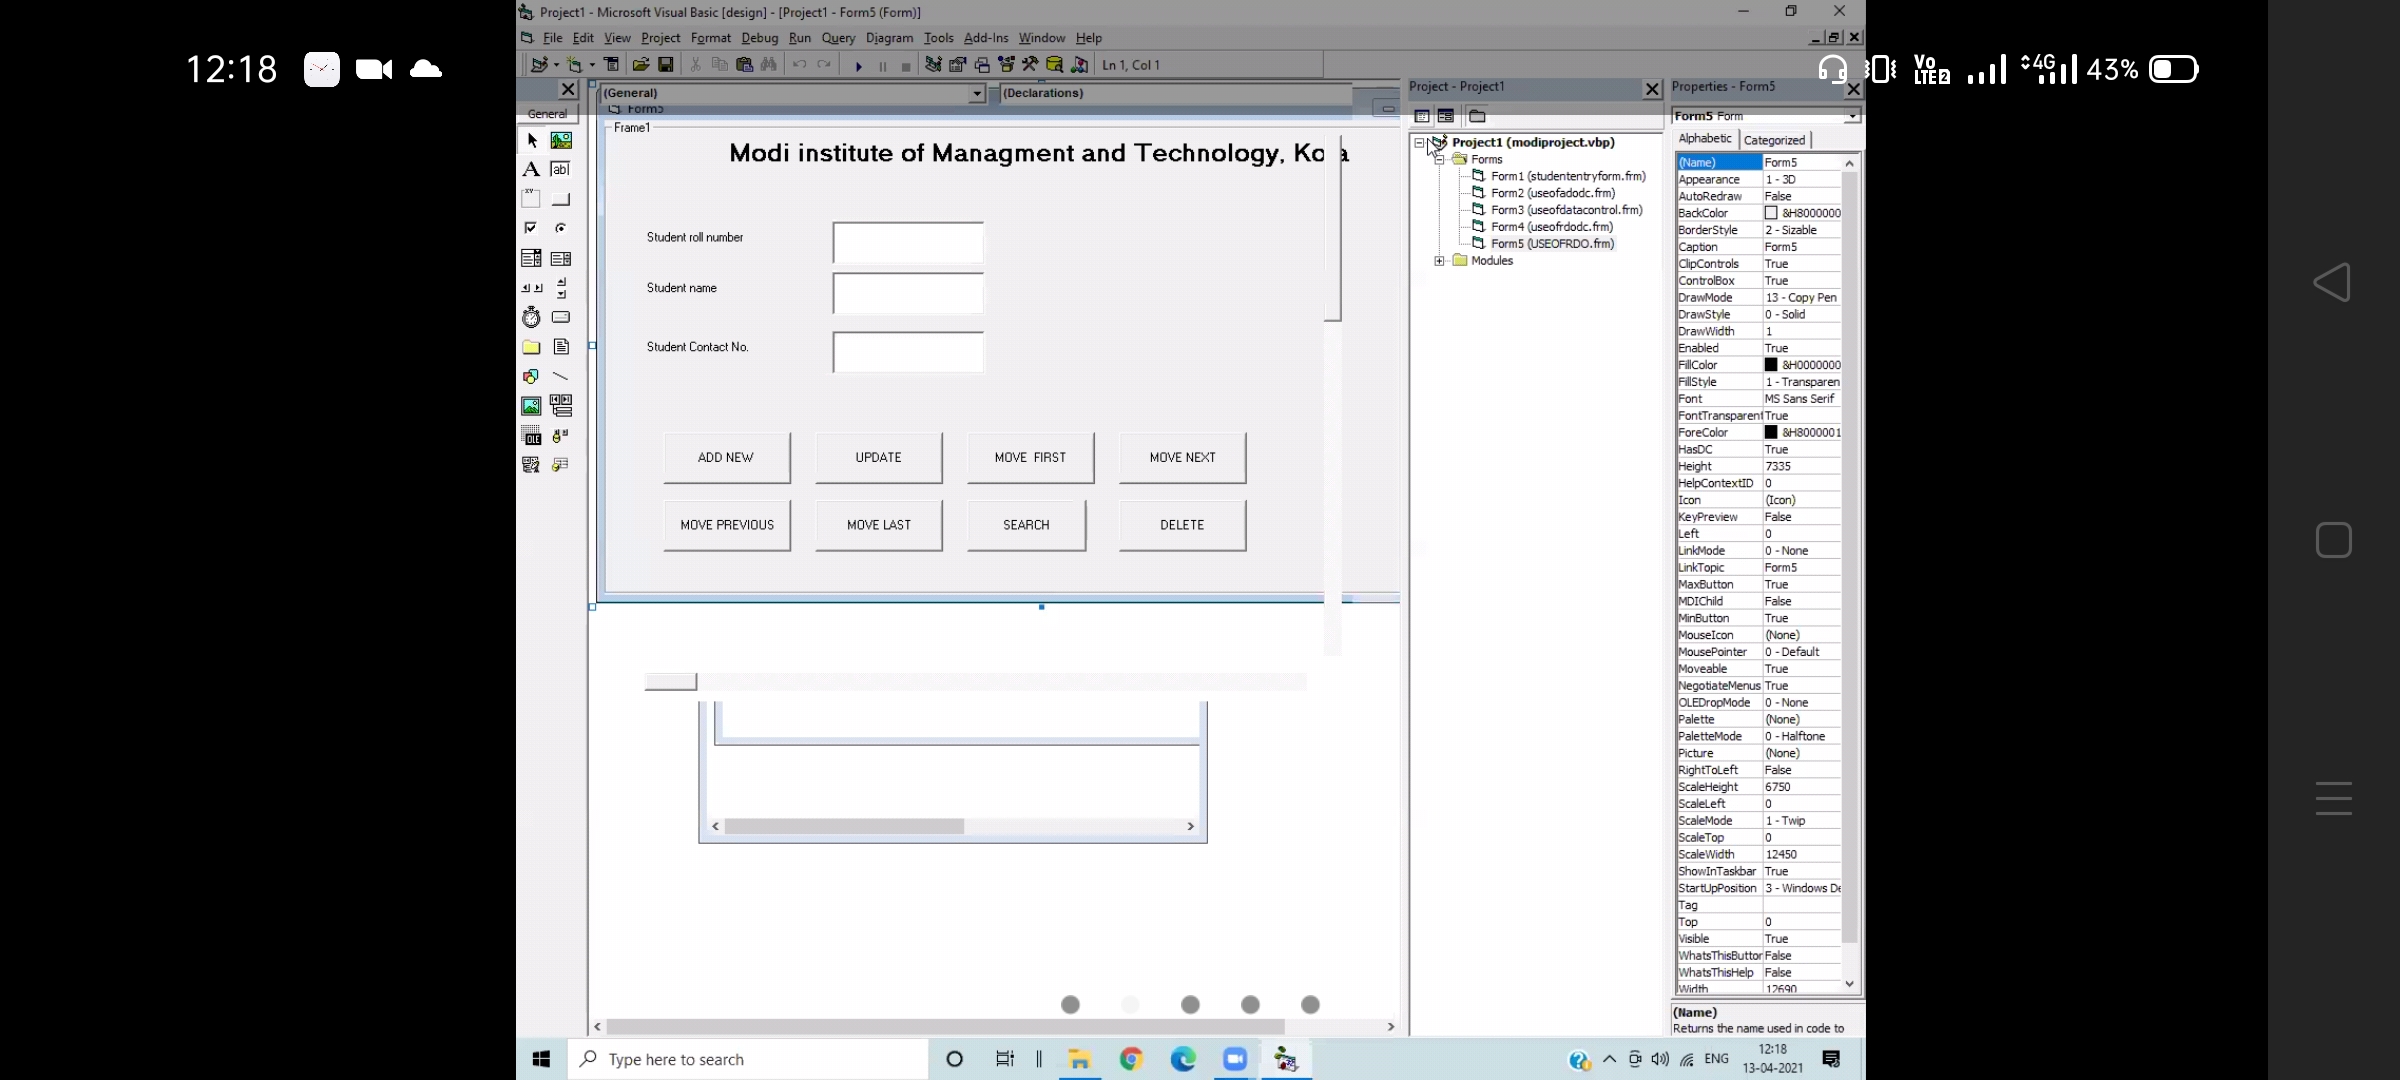 Project1 - Microsoft Visual Basic [design] - [Project1 - Form5 (Form)]
File Edit View Project Format Debug Run Query Diagram Tools Add-Ins Window Help
12:18
Ln 1, Col 1
Vo LTE2 4G 43%
(General) (Declarations)
Project - Project1
Properties - Form5
General
Form5
Form5 Form
Frame1
Modi institute of Managment and Technology, Ko a
Alphabetic Categorized
Project1 (modiproject.vbp)
Forms
Form1 (studententryform.frm)
Form2 (useofadodc.frm)
Form3 (useofdatacontrol.frm)
Form4 (useofrdodc.frm)
Form5 (USEOFRDO.frm)
Modules
A
ab|
XY
OLE
Student roll number
Student name
Student Contact No.
ADD NEW UPDATE MOVE FIRST MOVE NEXT
MOVE PREVIOUS MOVE LAST SEARCH DELETE
(Name) Form5
Appearance 1 - 3D
AutoRedraw False
BackColor &H8000000
BorderStyle 2 - Sizable
Caption Form5
ClipControls True
ControlBox True
DrawMode 13 - Copy Pen
DrawStyle 0 - Solid
DrawWidth 1
Enabled True
FillColor &H0000000
FillStyle 1 - Transparen
Font MS Sans Serif
FontTransparent True
ForeColor &H8000001
HasDC True
Height 7335
HelpContextID 0
Icon (Icon)
KeyPreview False
Left 0
LinkMode 0 - None
LinkTopic Form5
MaxButton True
MDIChild False
MinButton True
MouseIcon (None)
MousePointer 0 - Default
Moveable True
NegotiateMenus True
OLEDropMode 0 - None
Palette (None)
PaletteMode 0 - Halftone
Picture (None)
RightToLeft False
ScaleHeight 6750
ScaleLeft 0
ScaleMode 1 - Twip
ScaleTop 0
ScaleWidth 12450
ShowInTaskbar True
StartUpPosition 3 - Windows De
Tag
Top 0
Visible True
WhatsThisButton False
WhatsThisHelp False
Width 12690
(Name)
Returns the name used in code to
Type here to search
ENG
12:18
13-04-2021